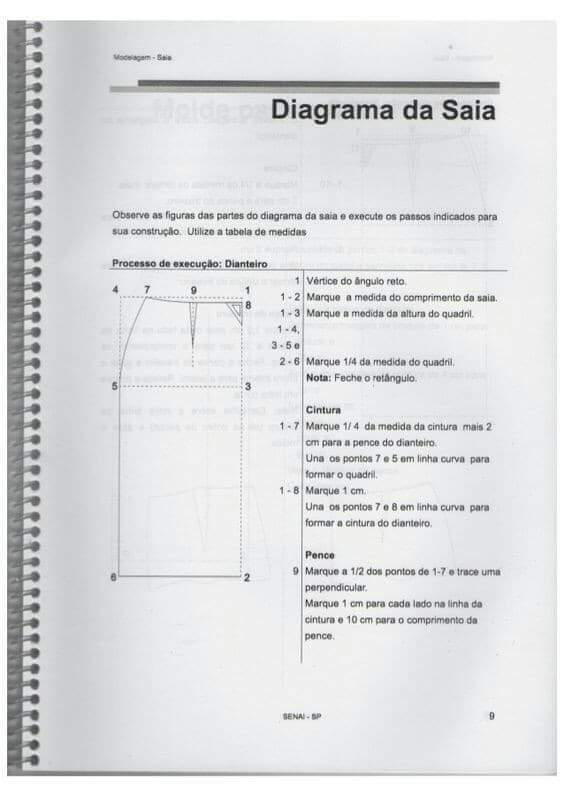 Modelagem - Saia
Diagrama da Saia
Observe as figuras das partes do diagrama da saia e execute os passos indicados para
sua construção. Utilize a tabela de medidas
Processo de execução: Dianteiro
4 7 9 1
8
5 3
6 2
1 Vértice do ângulo reto.
1 - 2 Marque a medida do comprimento da saia.
1 - 3 Marque a medida da altura do quadril.
1 - 4,
3 - 5 e
2 - 6 Marque 1/4 da medida do quadril.
Nota: Feche o retângulo.
Cintura
1 - 7 Marque 1/ 4 da medida da cintura mais 2
cm para a pence do dianteiro.
Una os pontos 7 e 5 em linha curva para
formar o quadril.
1 - 8 Marque 1 cm.
Una os pontos 7 e 8 em linha curva para
formar a cintura do dianteiro.
Pence
9 Marque a 1/2 dos pontos de 1-7 e trace uma
perpendicular.
Marque 1 cm para cada lado na linha da
cintura e 10 cm para o comprimento da
pence.
SENAI - SP
9